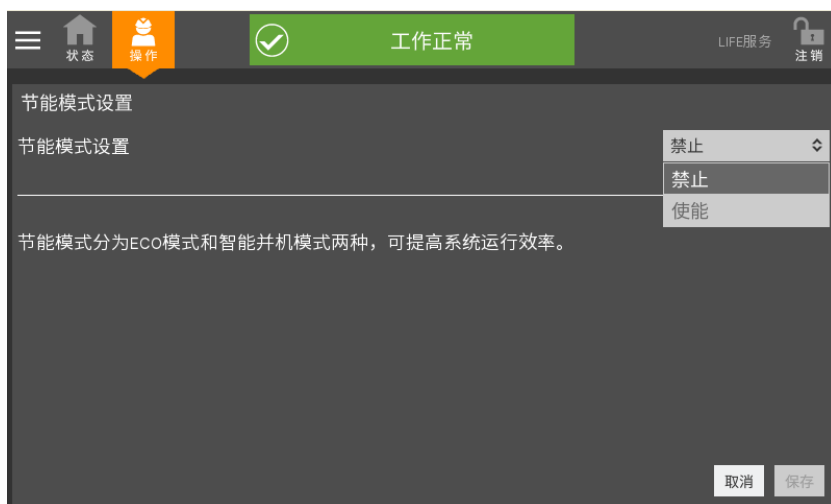 状态
操作
工作正常
LIFE服务
注销
节能模式设置
节能模式设置
禁止
禁止
使能
节能模式分为ECO模式和智能并机模式两种，可提高系统运行效率。
取消
保存